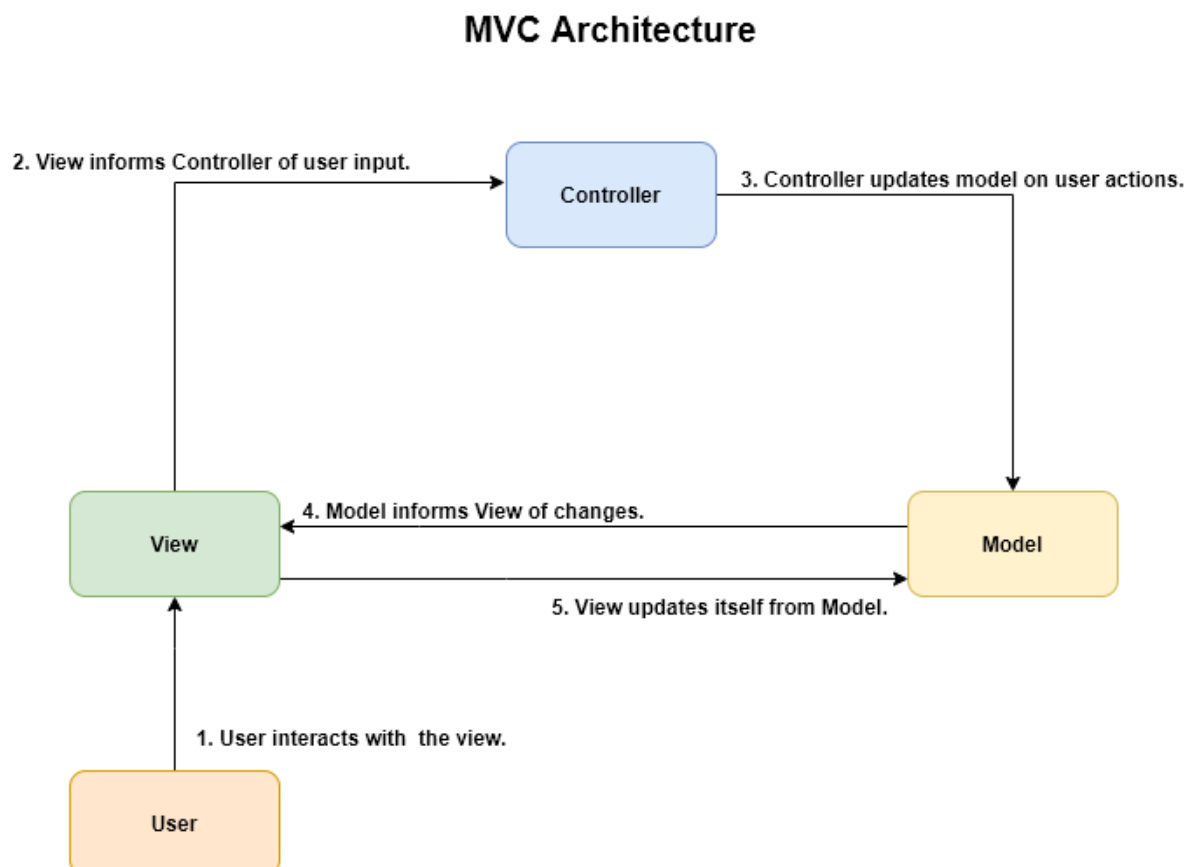 MVC Architecture
2. View informs Controller of user input.
Controller
3. Controller updates model on user actions.
4. Model informs View of changes.
View
Model
5. View updates itself from Model.
1. User interacts with  the view.
User